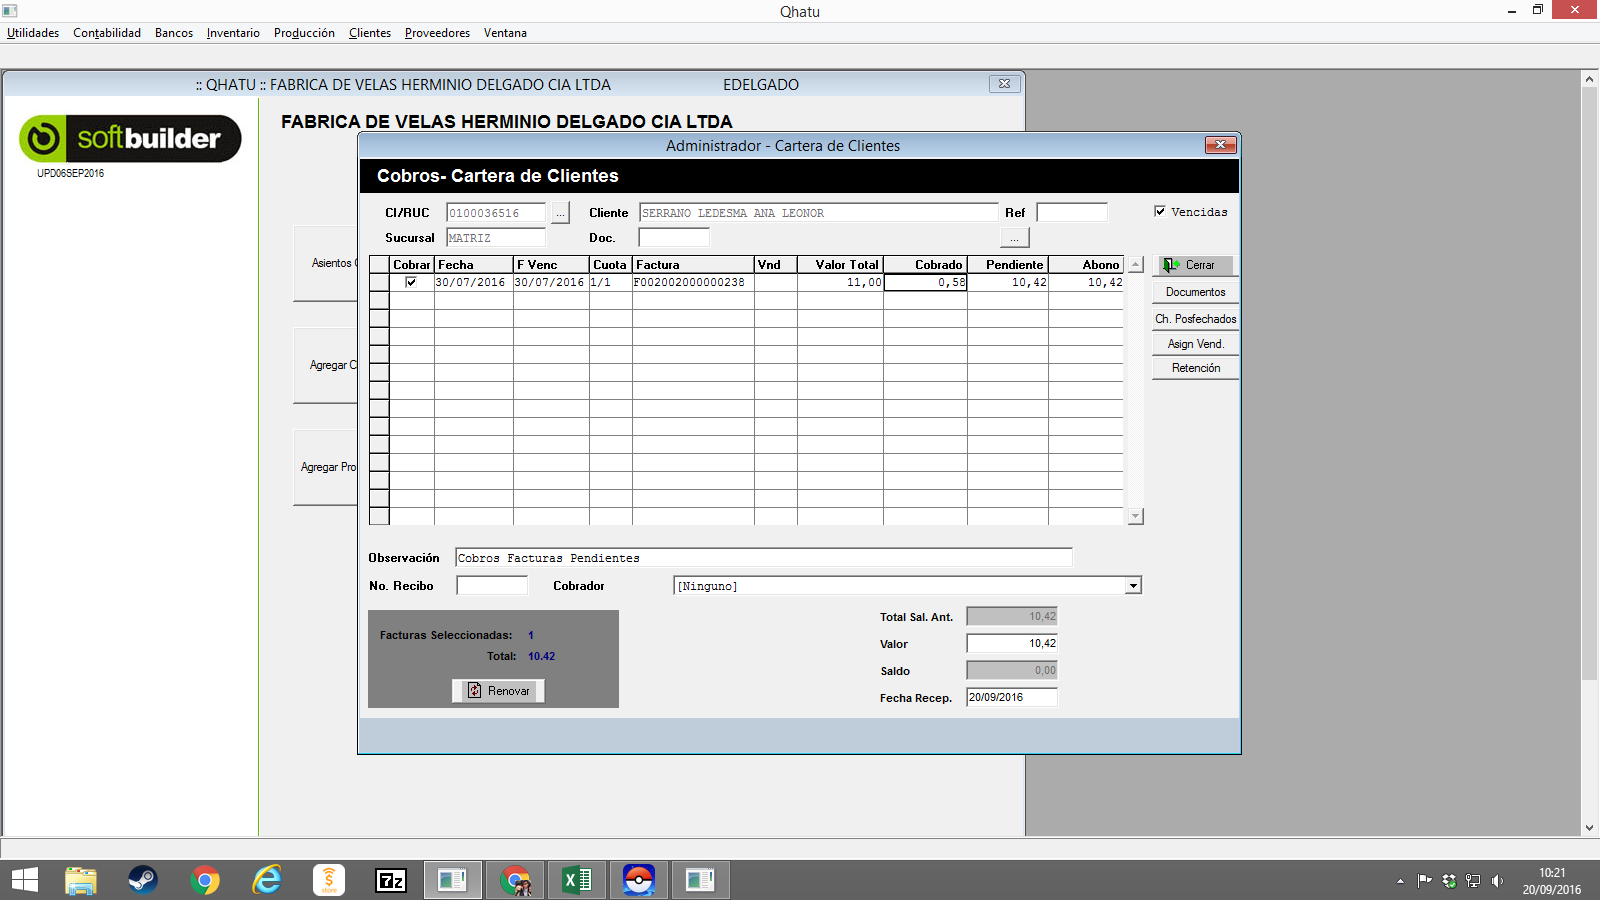 Qhatu
Utilidades Contabilidad Bancos Inventario Producción Clientes Proveedores Ventana
:: QHATU :: FABRICA DE VELAS HERMINIO DELGADO CIA LTDA EDELGADO
softbuilder
UPD06SEP2016
FABRICA DE VELAS HERMINIO DELGADO CIA LTDA
Asientos C
Agregar C
Agregar Pro
Administrador - Cartera de Clientes
Cobros- Cartera de Clientes
CI/RUC 0100036516 ... Cliente SERRANO LEDESMA ANA LEONOR Ref Vencidas
Sucursal MATRIZ Doc. ...
Cobrar Fecha F Venc Cuota Factura Vnd Valor Total Cobrado Pendiente Abono
30/07/2016 30/07/2016 1/1 F002002000000238 11,00 0,58 10,42 10,42
Cerrar
Documentos
Ch. Posfechados
Asign Vend.
Retención
Observación Cobros Facturas Pendientes
No. Recibo Cobrador [Ninguno]
Facturas Seleccionadas: 1
Total: 10.42
Renovar
Total Sal. Ant. 10,42
Valor 10,42
Saldo 0,00
Fecha Recep. 20/09/2016
store
7z
10:21
20/09/2016